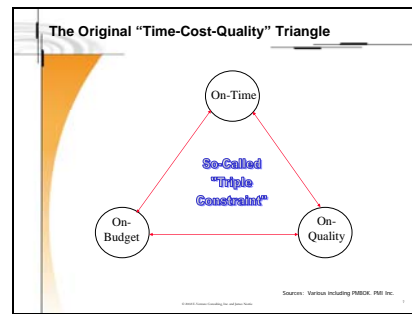 The Original “Time-Cost-Quality” Triangle
On-Time
So-Called
"Triple
Constraint"
On-
Budget
On-
Quality
Sources: Various including PMBOK. PMI Inc.